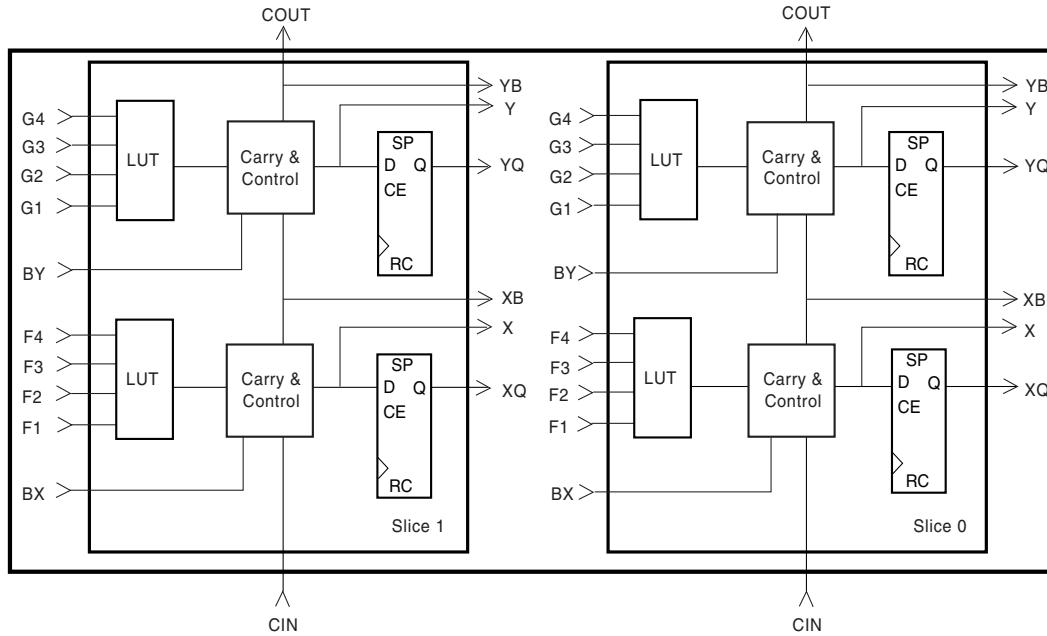 COUT
YB
Y
G4
G3
G2
G1
LUT
Carry &
Control
SP
D Q
CE
RC
YQ
BY
XB
X
F4
F3
F2
F1
LUT
Carry &
Control
SP
D Q
CE
RC
XQ
BX
Slice 1
CIN
COUT
YB
Y
G4
G3
G2
G1
LUT
Carry &
Control
SP
D Q
CE
RC
YQ
BY
XB
X
F4
F3
F2
F1
LUT
Carry &
Control
SP
D Q
CE
RC
XQ
BX
Slice 0
CIN